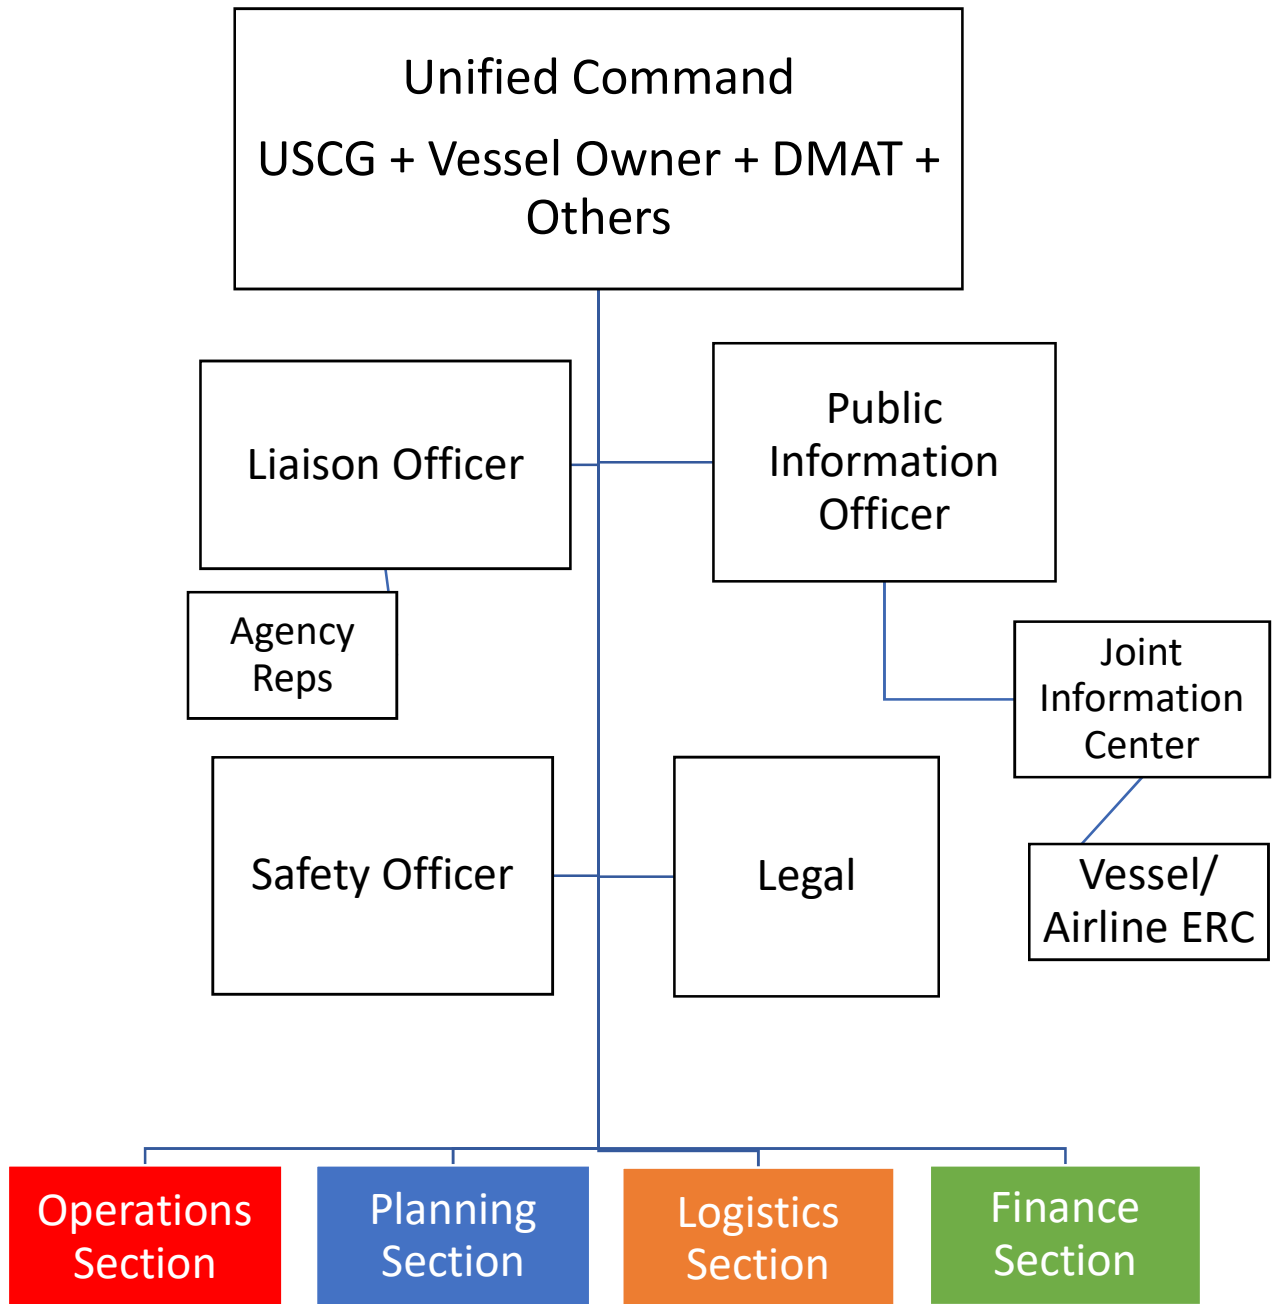 Unified Command
USCG + Vessel Owner + DMAT +
Others
Liaison Officer
Public
Information
Officer
Agency
Reps
Joint
Information
Center
Safety Officer
Legal
Vessel/
Airline ERC
Operations
Section
Planning
Section
Logistics
Section
Finance
Section